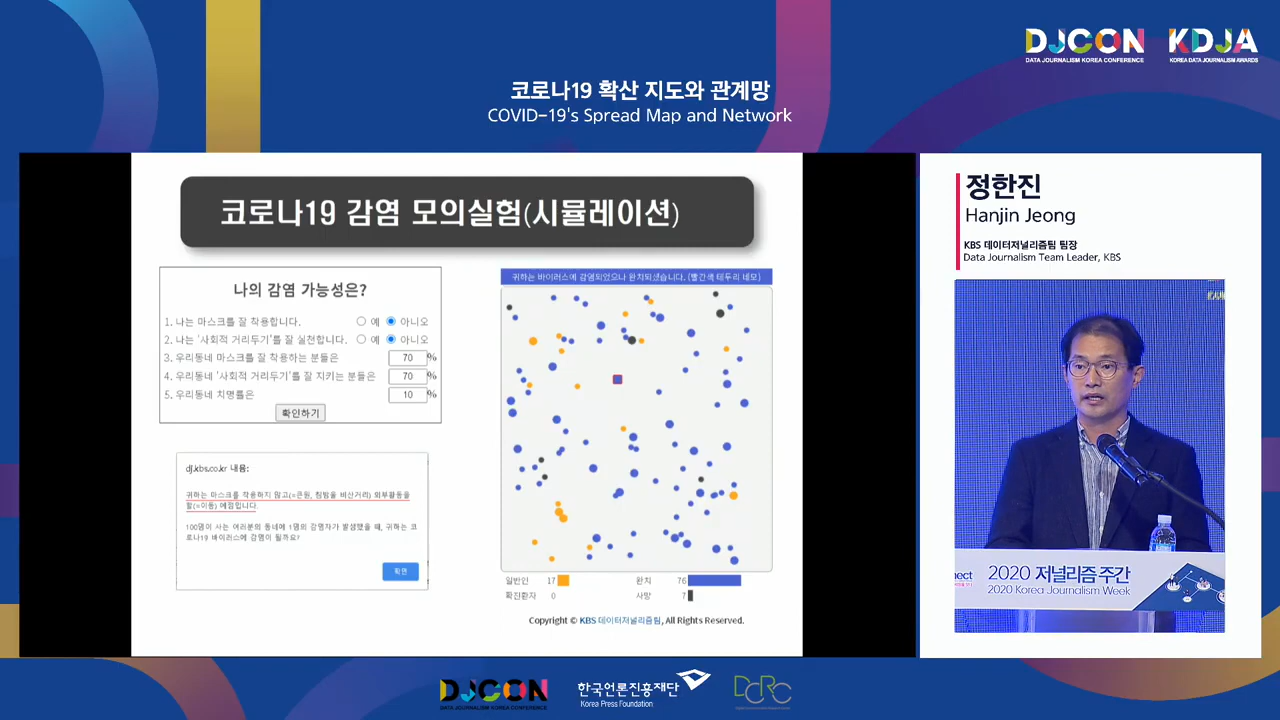 DJCON
DATA JOURNALISM KOREA CONFERENCE
KDJA
KOREA DATA JOURNALISM AWARDS
코로나19 확산 지도와 관계망
COVID-19's Spread Map and Network
코로나19 감염 모의실험(시뮬레이션)
나의 감염 가능성은?
1. 나는 마스크를 잘 착용합니다. 예 아니오
2. 나는 '사회적 거리두기'를 잘 실천합니다. 예 아니오
3. 우리동네 마스크를 잘 착용하는 분들은 70 %
4. 우리동네 '사회적 거리두기'를 잘 지키는 분들은 70 %
5. 우리동네 치명률은 10 %
확인하기
dj.kbs.co.kr 내용:
귀하는 마스크를 착용하지 않고(=큰원, 침방울 비산거리) 외부활동을
할(=이동) 예정입니다.
100명이 사는 여러분의 동네에 1명의 감염자가 발생했을 때, 귀하는 코
로나19 바이러스에 감염이 될까요?
확인
귀하는 바이러스에 감염되었으나 완치되셨습니다. (빨간색 테두리 네모)
일반인 17 완치 76
확진환자 0 사망 7
Copyright © KBS 데이터저널리즘팀, All Rights Reserved.
정한진
Hanjin Jeong
KBS 데이터저널리즘팀 팀장
Data Journalism Team Leader, KBS
2020 저널리즘 주간
2020 Korea Journalism Week
DJCON
DATA JOURNALISM KOREA CONFERENCE
한국언론진흥재단
Korea Press Foundation
DCRC